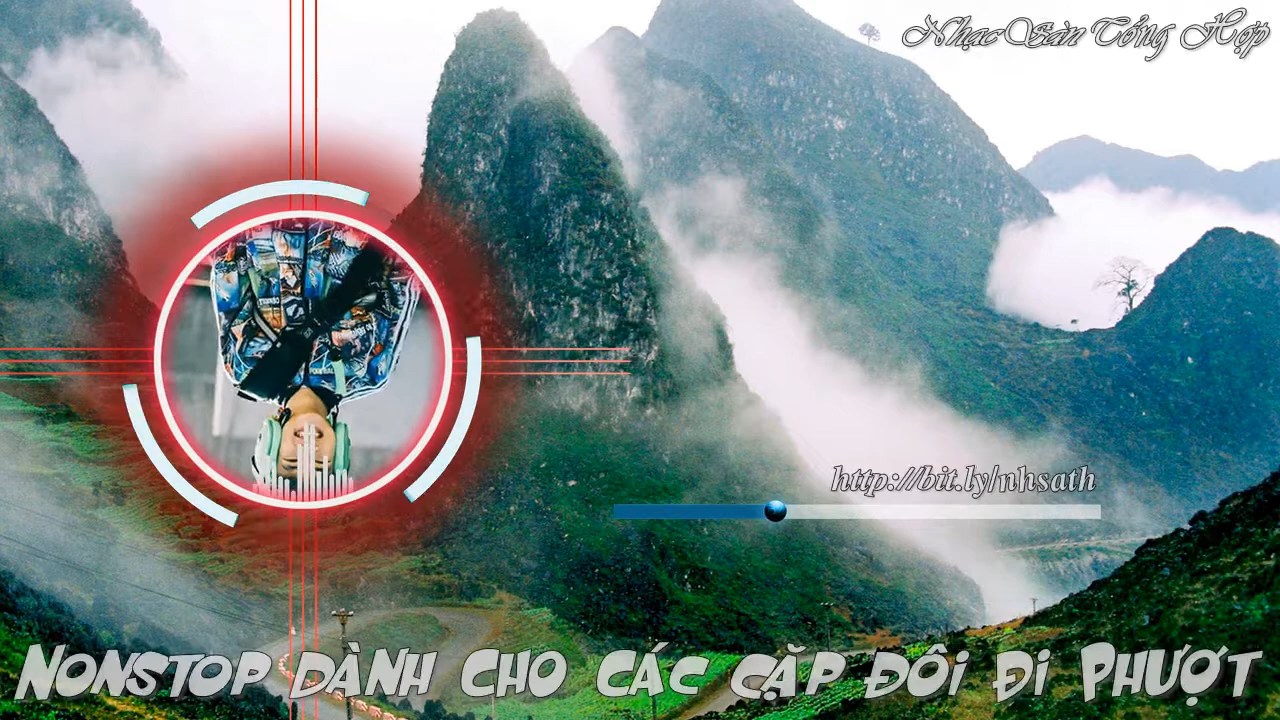 Nhạc Sàn Tổng Hợp
http://bit.ly/nhsath
NONSTOP DÀNH CHO CÁC CẶP ĐÔI ĐI PHƯỢT